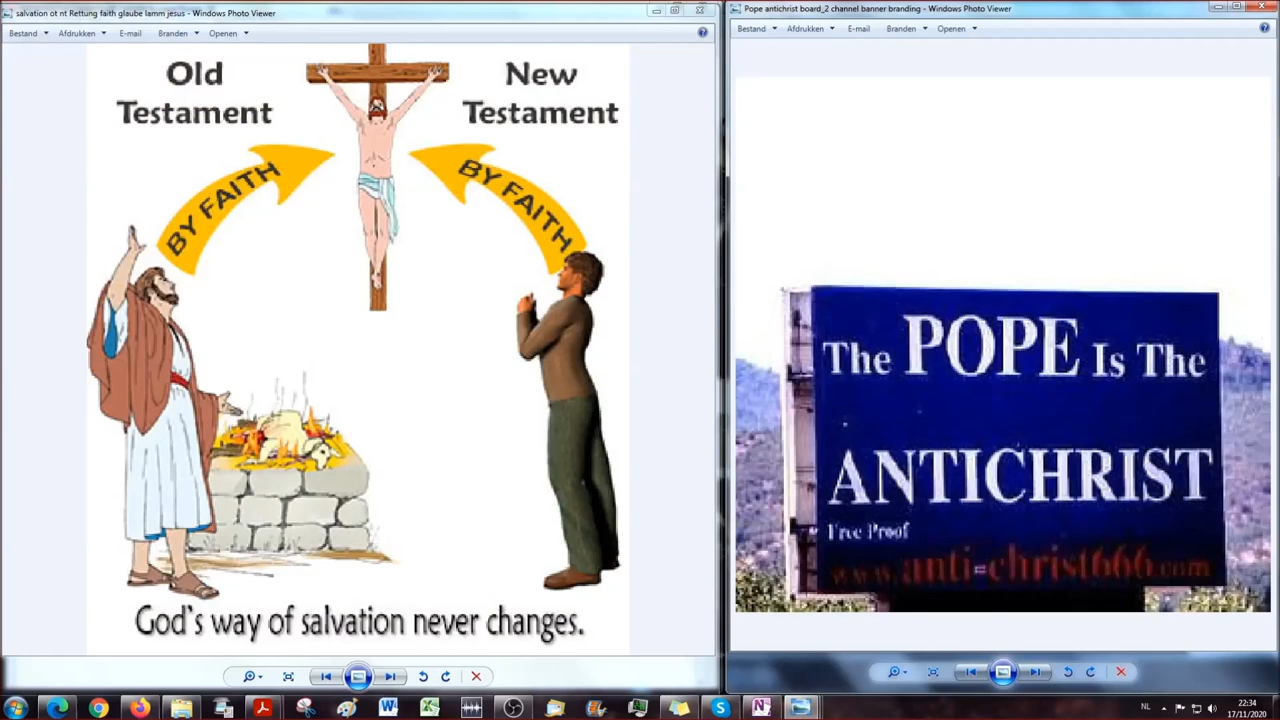 salvation ot nt Rettung faith glaube lamm jesus - Windows Photo Viewer
Bestand Afdrukken E-mail Branden Openen
Old
Testament
New
Testament
BY FAITH
BY FAITH
God's way of salvation never changes.
Pope antichrist board_2 channel banner branding - Windows Photo Viewer
Bestand Afdrukken E-mail Branden Openen
The POPE Is The
ANTICHRIST
Free Proof
www.anti-christ666.com
NL
22:34
17/11/2020